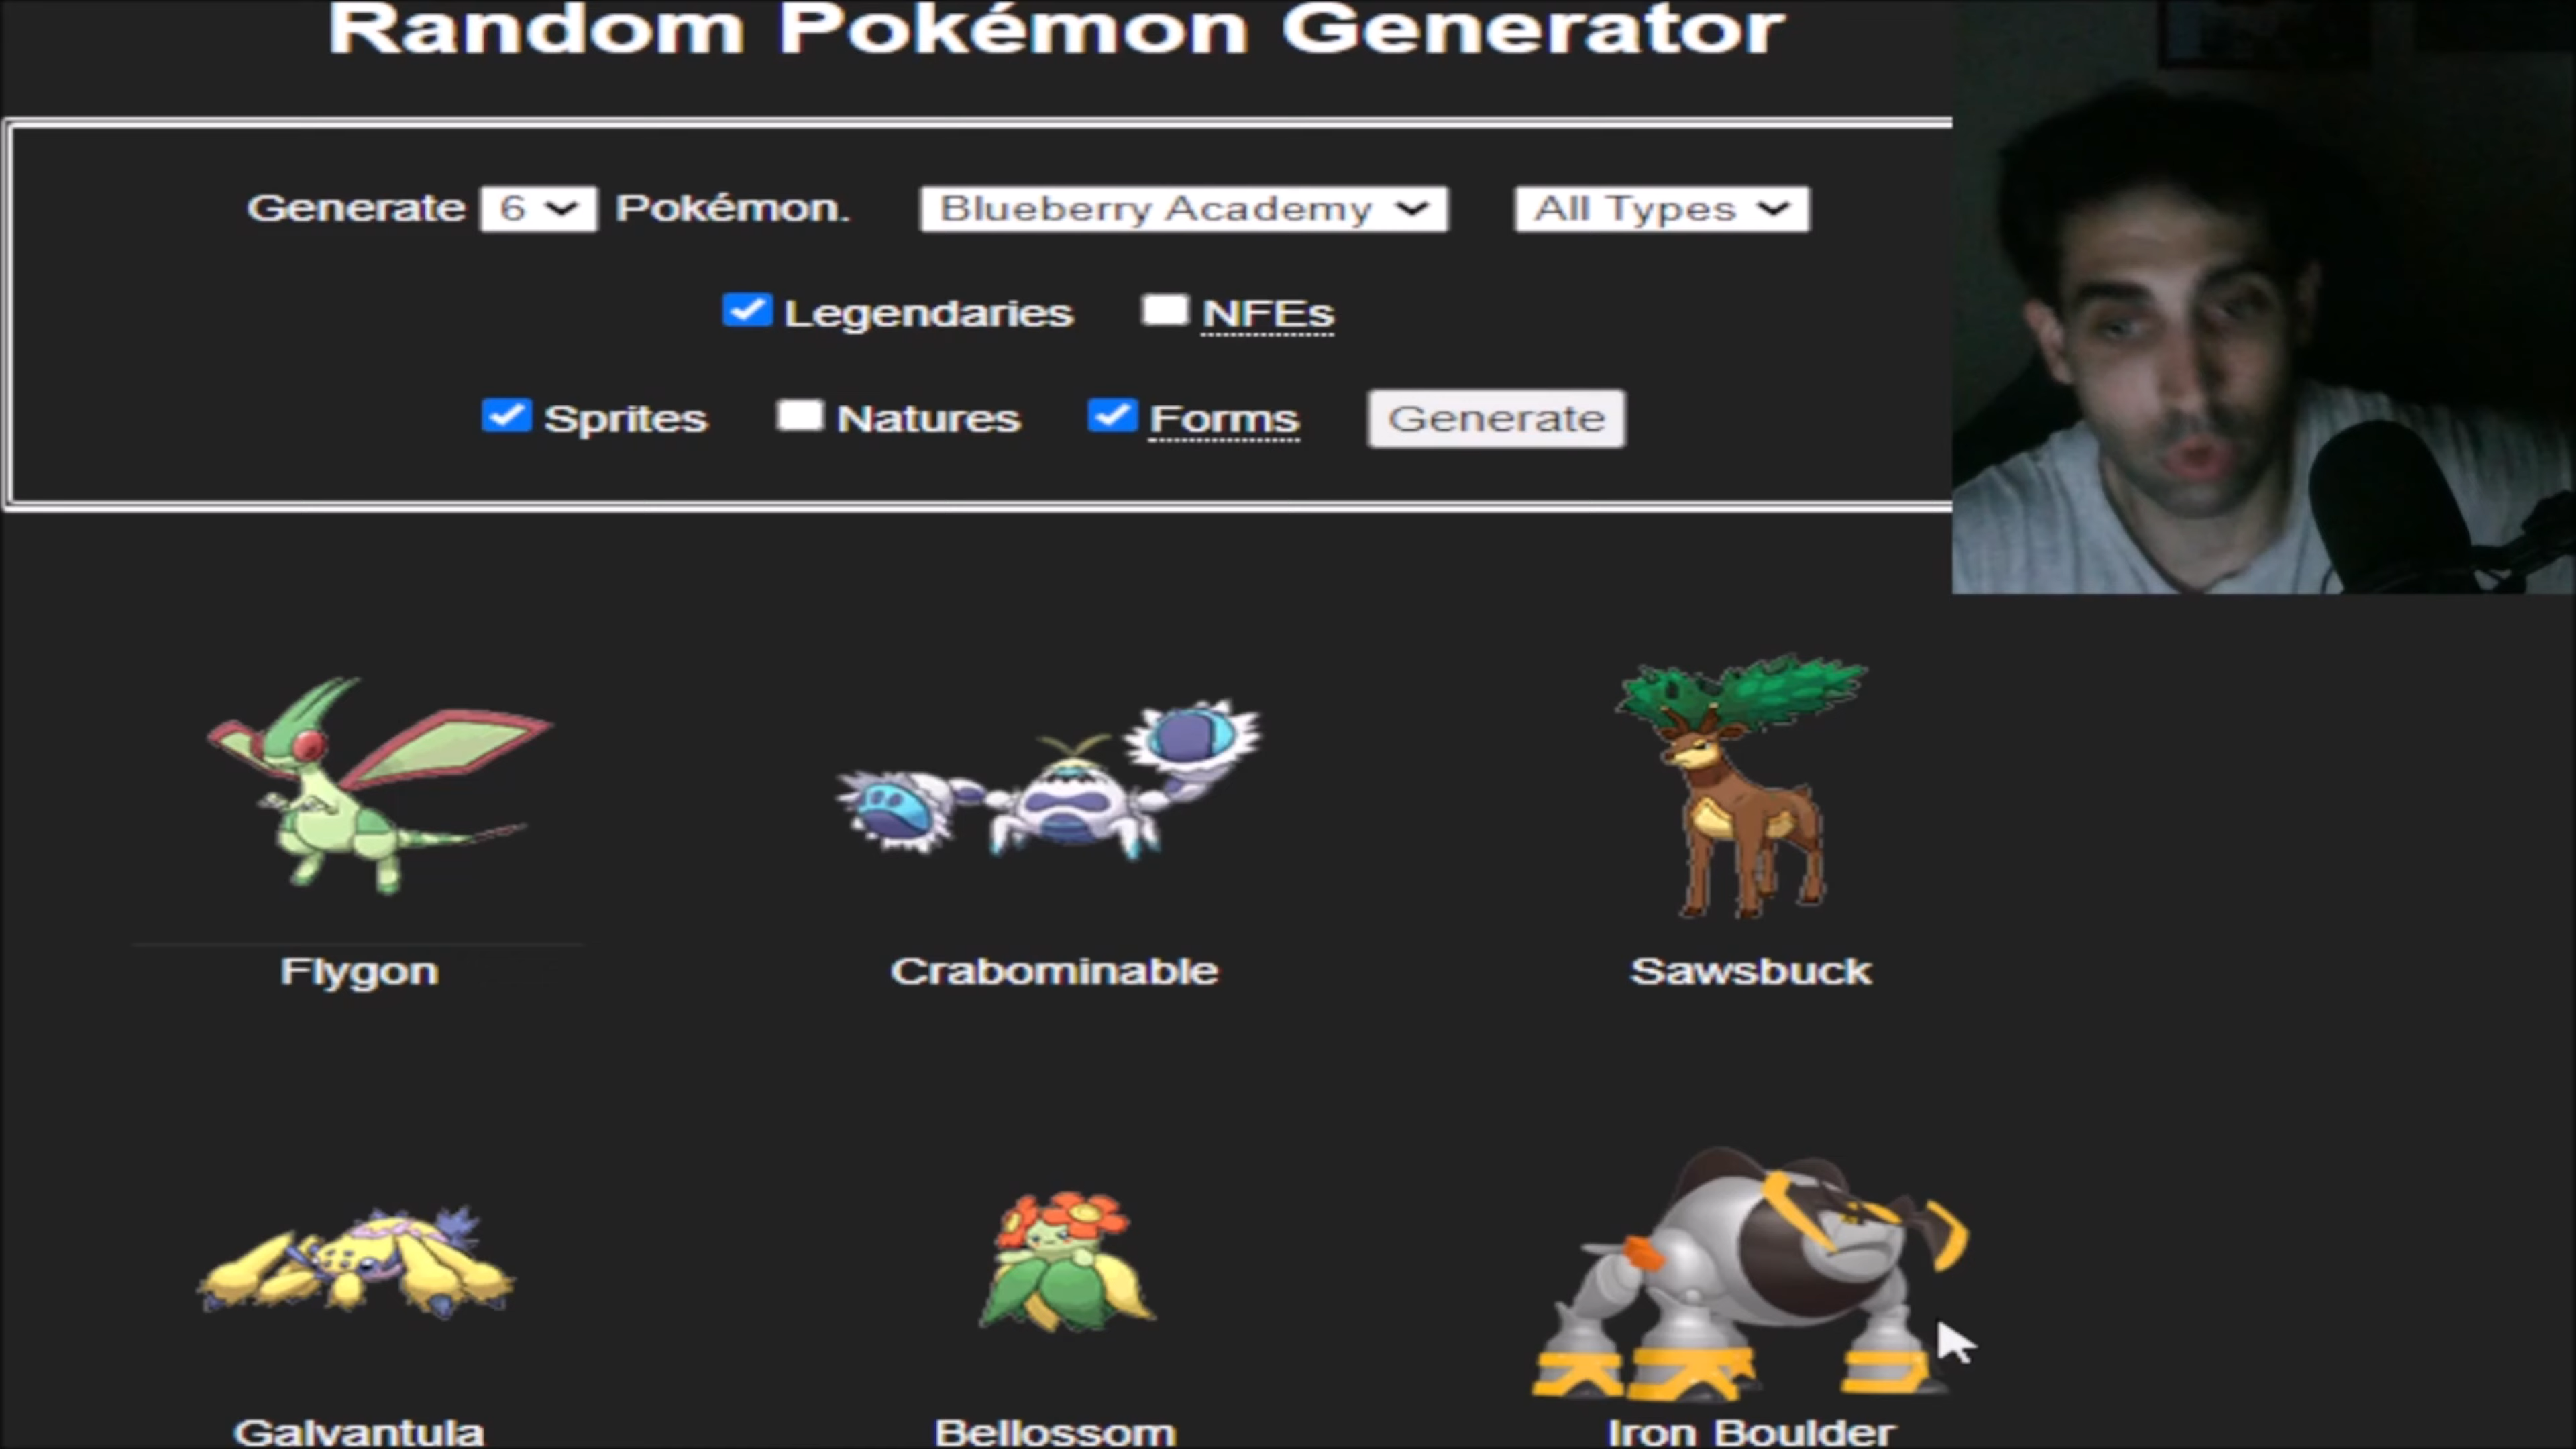 Random Pokémon Generator
Generate 6 Pokémon. Blueberry Academy All Types
Legendaries NFEs
Sprites Natures Forms Generate
Flygon Crabominable Sawsbuck
Galvantula Bellossom Iron Boulder